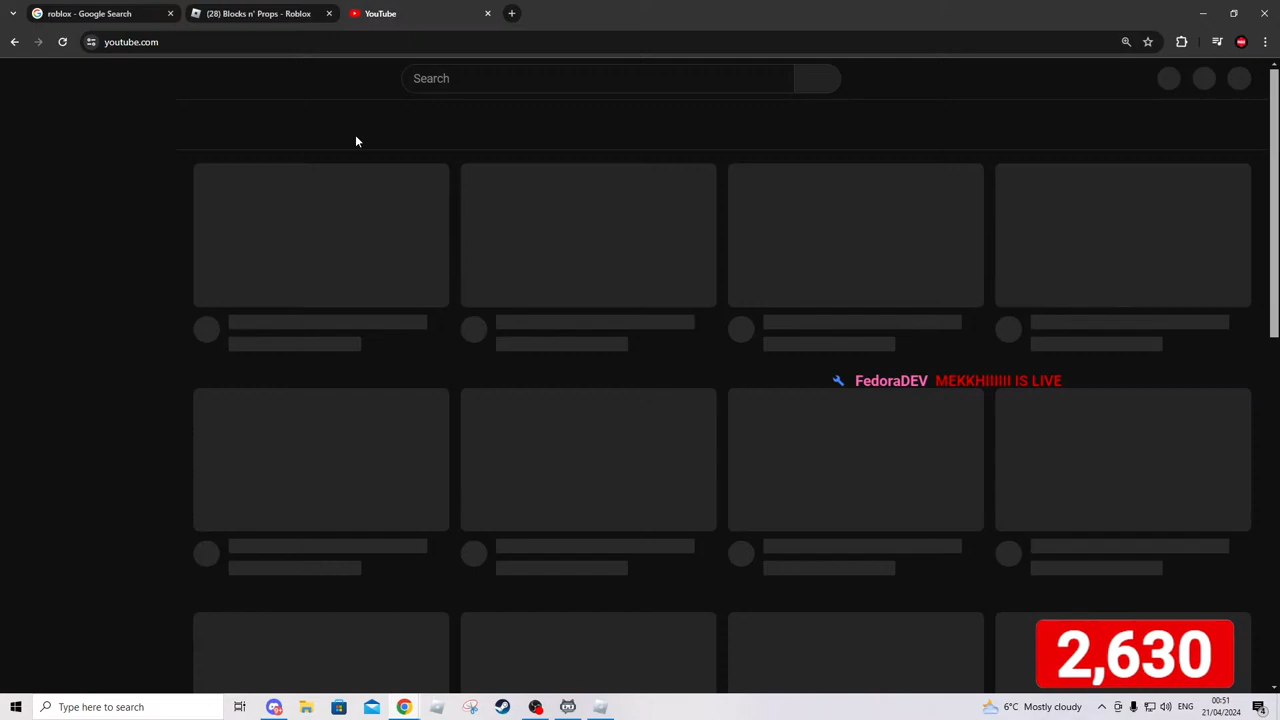 roblox - Google Search
(28) Blocks n' Props - Roblox
YouTube
youtube.com
Search
FedoraDEV MEKKHIIIIII IS LIVE
2,630
Type here to search
6°C Mostly cloudy
ENG
00:51
21/04/2024
4